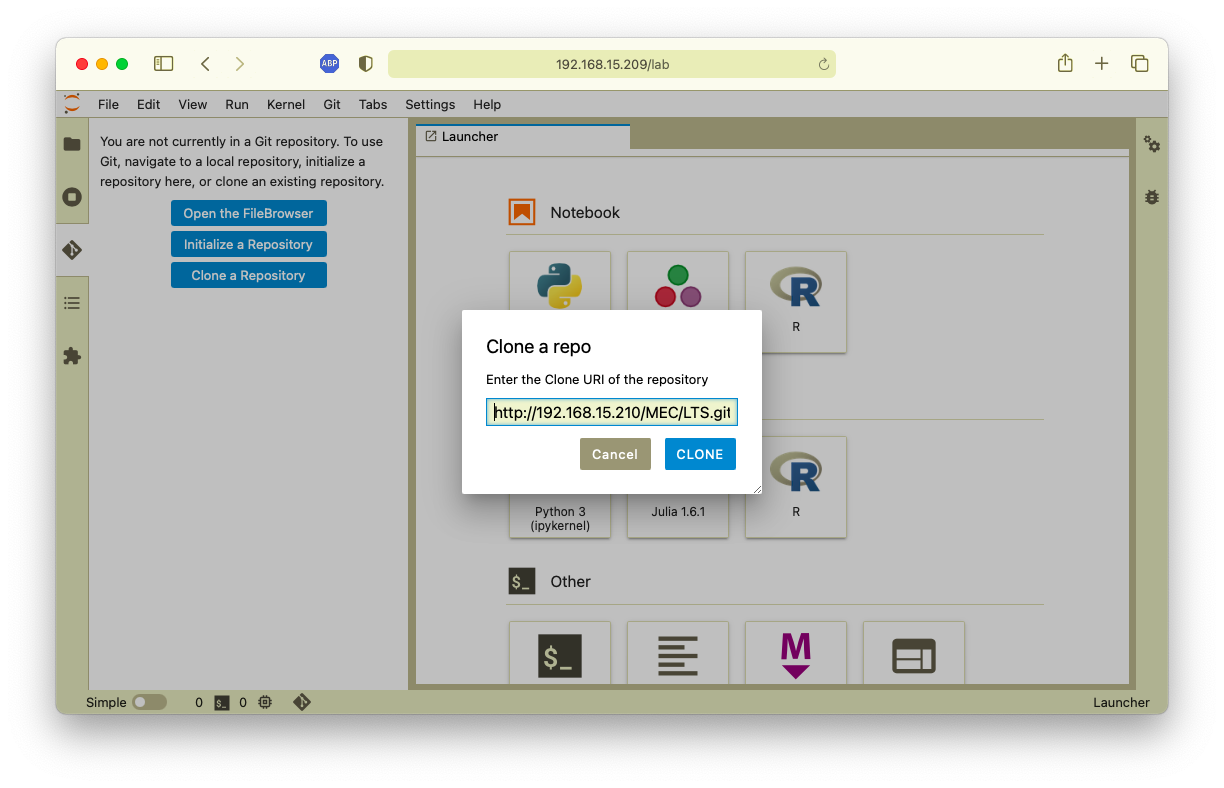 ABP
192.168.15.209/lab
File Edit View Run Kernel Git Tabs Settings Help
You are not currently in a Git repository. To use
Git, navigate to a local repository, initialize a
repository here, or clone an existing repository.
Open the FileBrowser
Initialize a Repository
Clone a Repository
Launcher
Notebook
R
R
Clone a repo
Enter the Clone URI of the repository
http://192.168.15.210/MEC/LTS.git
Cancel
CLONE
R
Python 3
(ipykernel)
Julia 1.6.1
R
$_
Other
$_
M
Simple
0
$_
0
Launcher